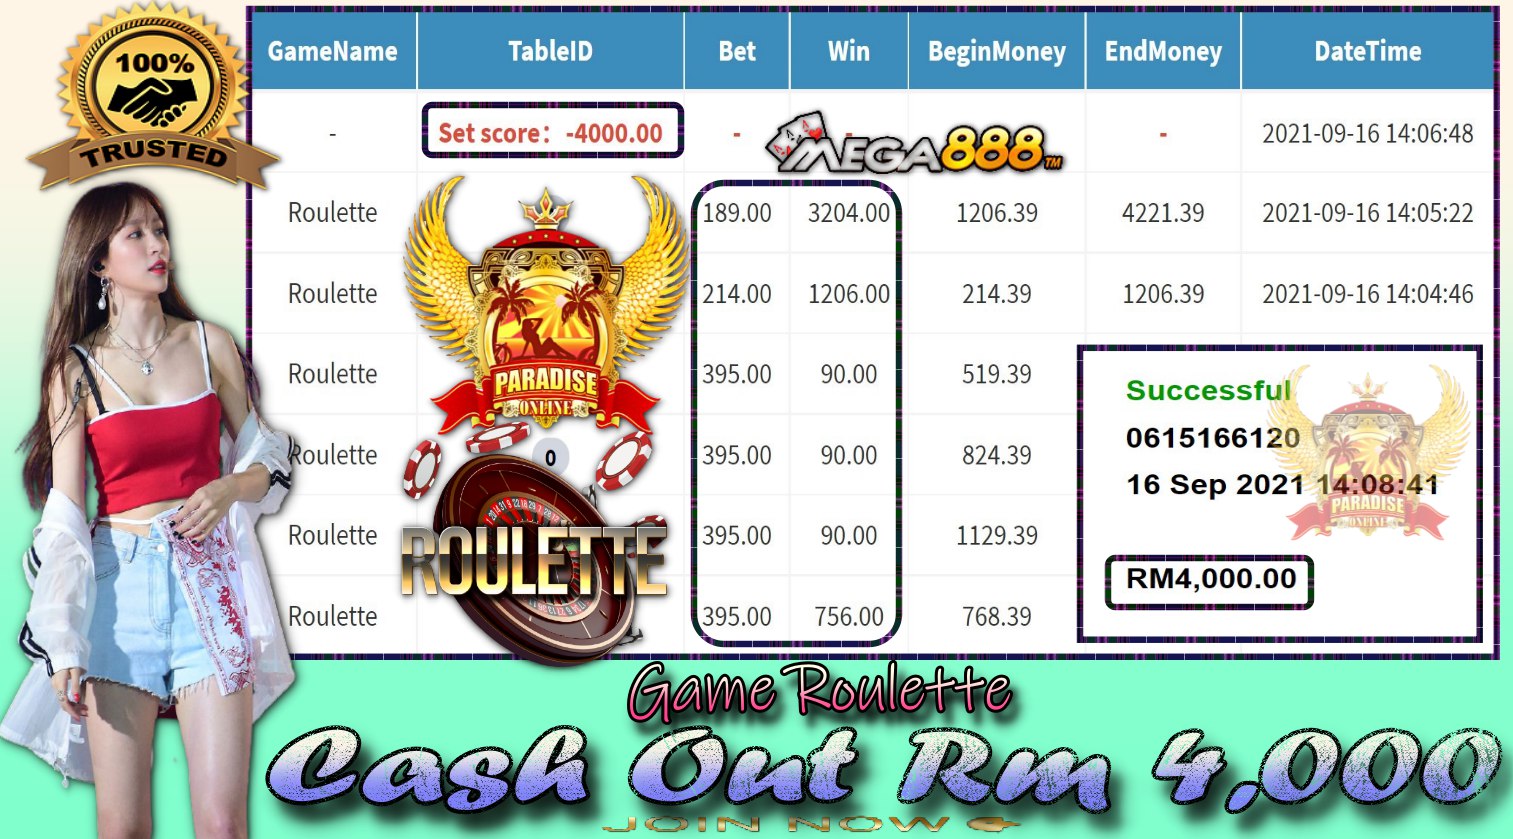 100%
TRUSTED
GameName TableID Bet Win BeginMoney EndMoney DateTime
- Set score: -4000.00 - - - 2021-09-16 14:06:48
MEGA888 TM
Roulette 189.00 3204.00 1206.39 4221.39 2021-09-16 14:05:22
Roulette 214.00 1206.00 214.39 1206.39 2021-09-16 14:04:46
Roulette 395.00 90.00 519.39
PARADISE
ONLINE
Roulette 0 395.00 90.00 824.39
Roulette 395.00 90.00 1129.39
ROULETTE
Roulette 395.00 756.00 768.39
Successful
0615166120
16 Sep 2021 14:08:41
PARADISE
ONLINE
RM4,000.00
Game Roulette
Cash Out Rm 4,000
JOIN NOW